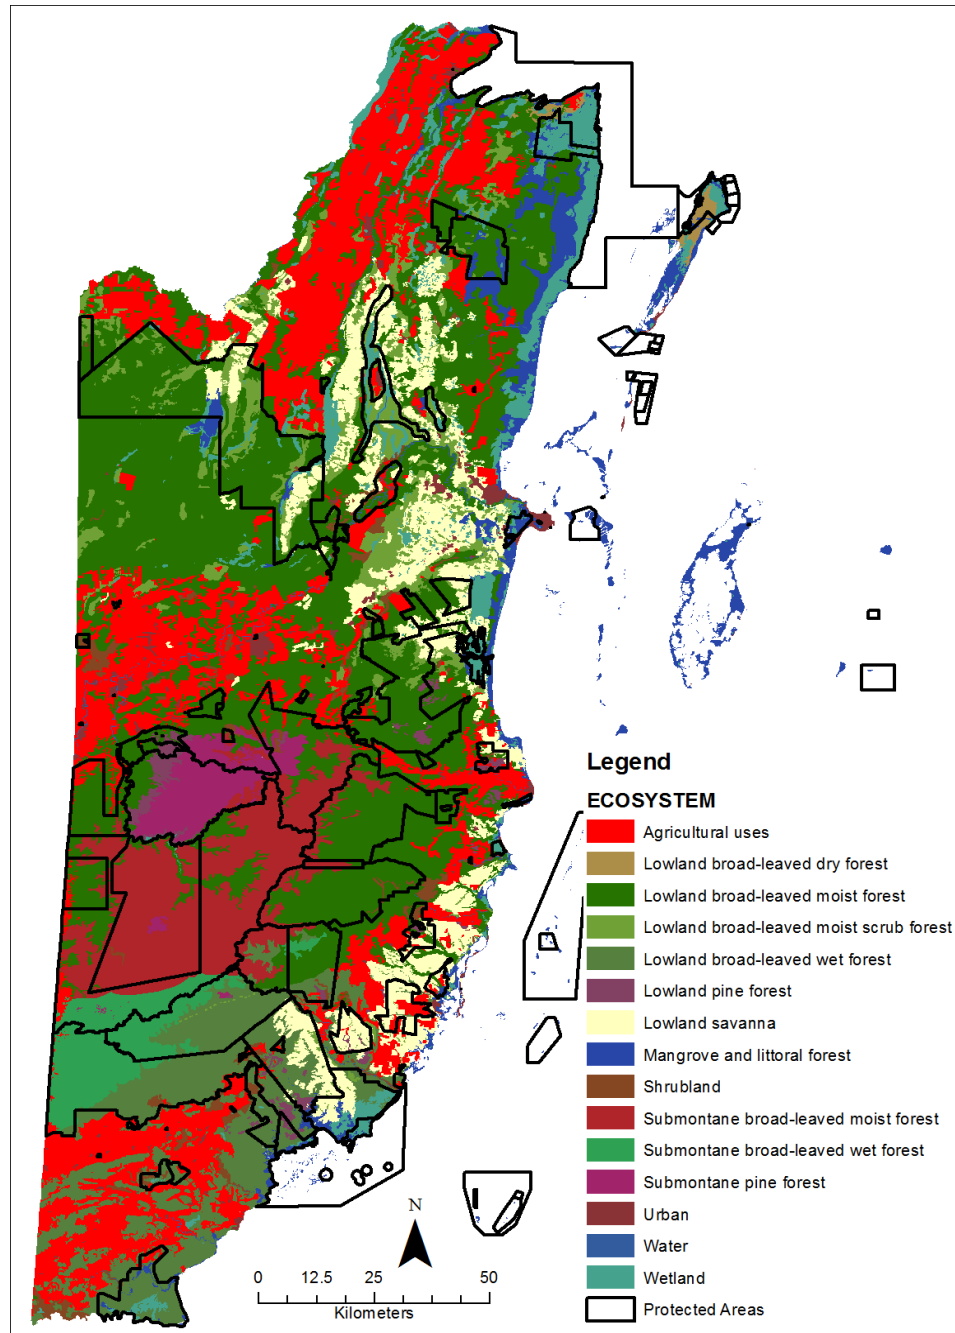 Legend
ECOSYSTEM
Agricultural uses
Lowland broad-leaved dry forest
Lowland broad-leaved moist forest
Lowland broad-leaved moist scrub forest
Lowland broad-leaved wet forest
Lowland pine forest
Lowland savanna
Mangrove and littoral forest
Shrubland
Submontane broad-leaved moist forest
Submontane broad-leaved wet forest
Submontane pine forest
Urban
Water
Wetland
Protected Areas
N
0 12.5 25 50
Kilometers